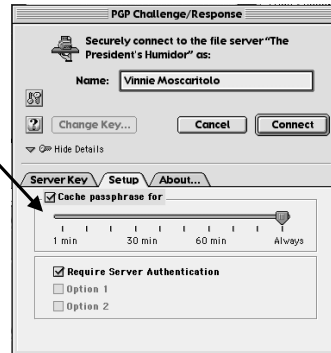 PGP Challenge/Response
Securely connect to the file server "The
President's Humidor" as:
Name: Vinnie Moscaritolo
? Change Key... Cancel Connect
Hide Details
Server Key Setup About...
Cache passphrase for
1 min 30 min 60 min Always
Require Server Authentication
Option 1
Option 2